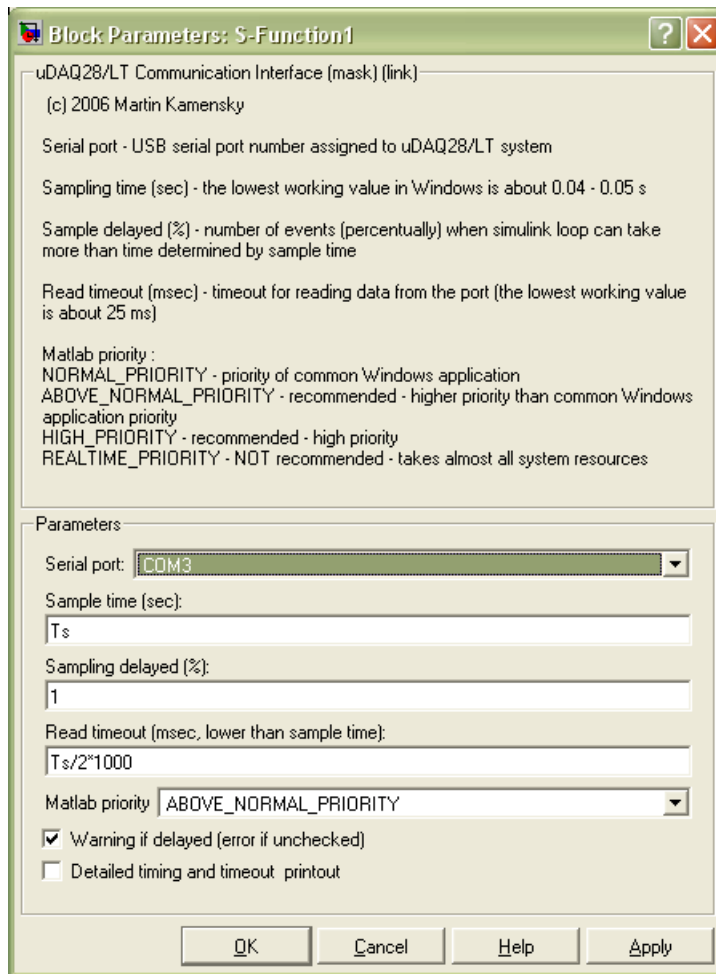 Block Parameters: S-Function1
uDAQ28/LT Communication Interface (mask) (link)
(c) 2006 Martin Kamensky
Serial port - USB serial port number assigned to uDAQ28/LT system
Sampling time (sec) - the lowest working value in Windows is about 0.04 - 0.05 s
Sample delayed (%) - number of events (percentually) when simulink loop can take
more than time determined by sample time
Read timeout (msec) - timeout for reading data from the port (the lowest working value
is about 25 ms)
Matlab priority :
NORMAL_PRIORITY - priority of common Windows application
ABOVE_NORMAL_PRIORITY - recommended - higher priority than common Windows
application priority
HIGH_PRIORITY - recommended - high priority
REALTIME_PRIORITY - NOT recommended - takes almost all system resources
Parameters
Serial port: COM3
Sample time (sec):
Ts
Sampling delayed (%):
1
Read timeout (msec, lower than sample time):
Ts/2*1000
Matlab priority ABOVE_NORMAL_PRIORITY
Warning if delayed (error if unchecked)
Detailed timing and timeout printout
OK Cancel Help Apply